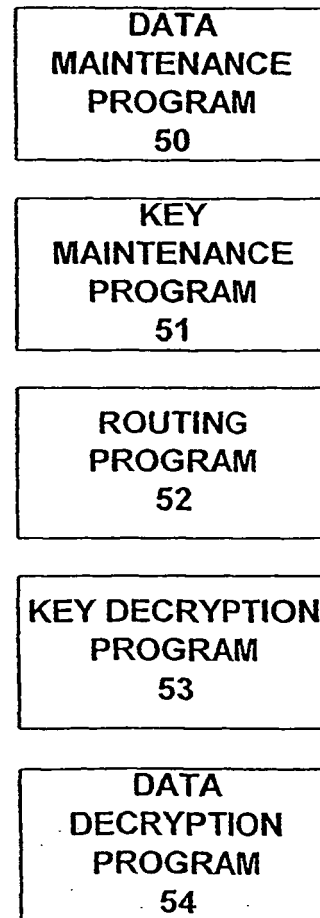 DATA
MAINTENANCE
PROGRAM
50
KEY
MAINTENANCE
PROGRAM
51
ROUTING
PROGRAM
52
KEY DECRYPTION
PROGRAM
53
DATA
DECRYPTION
PROGRAM
54